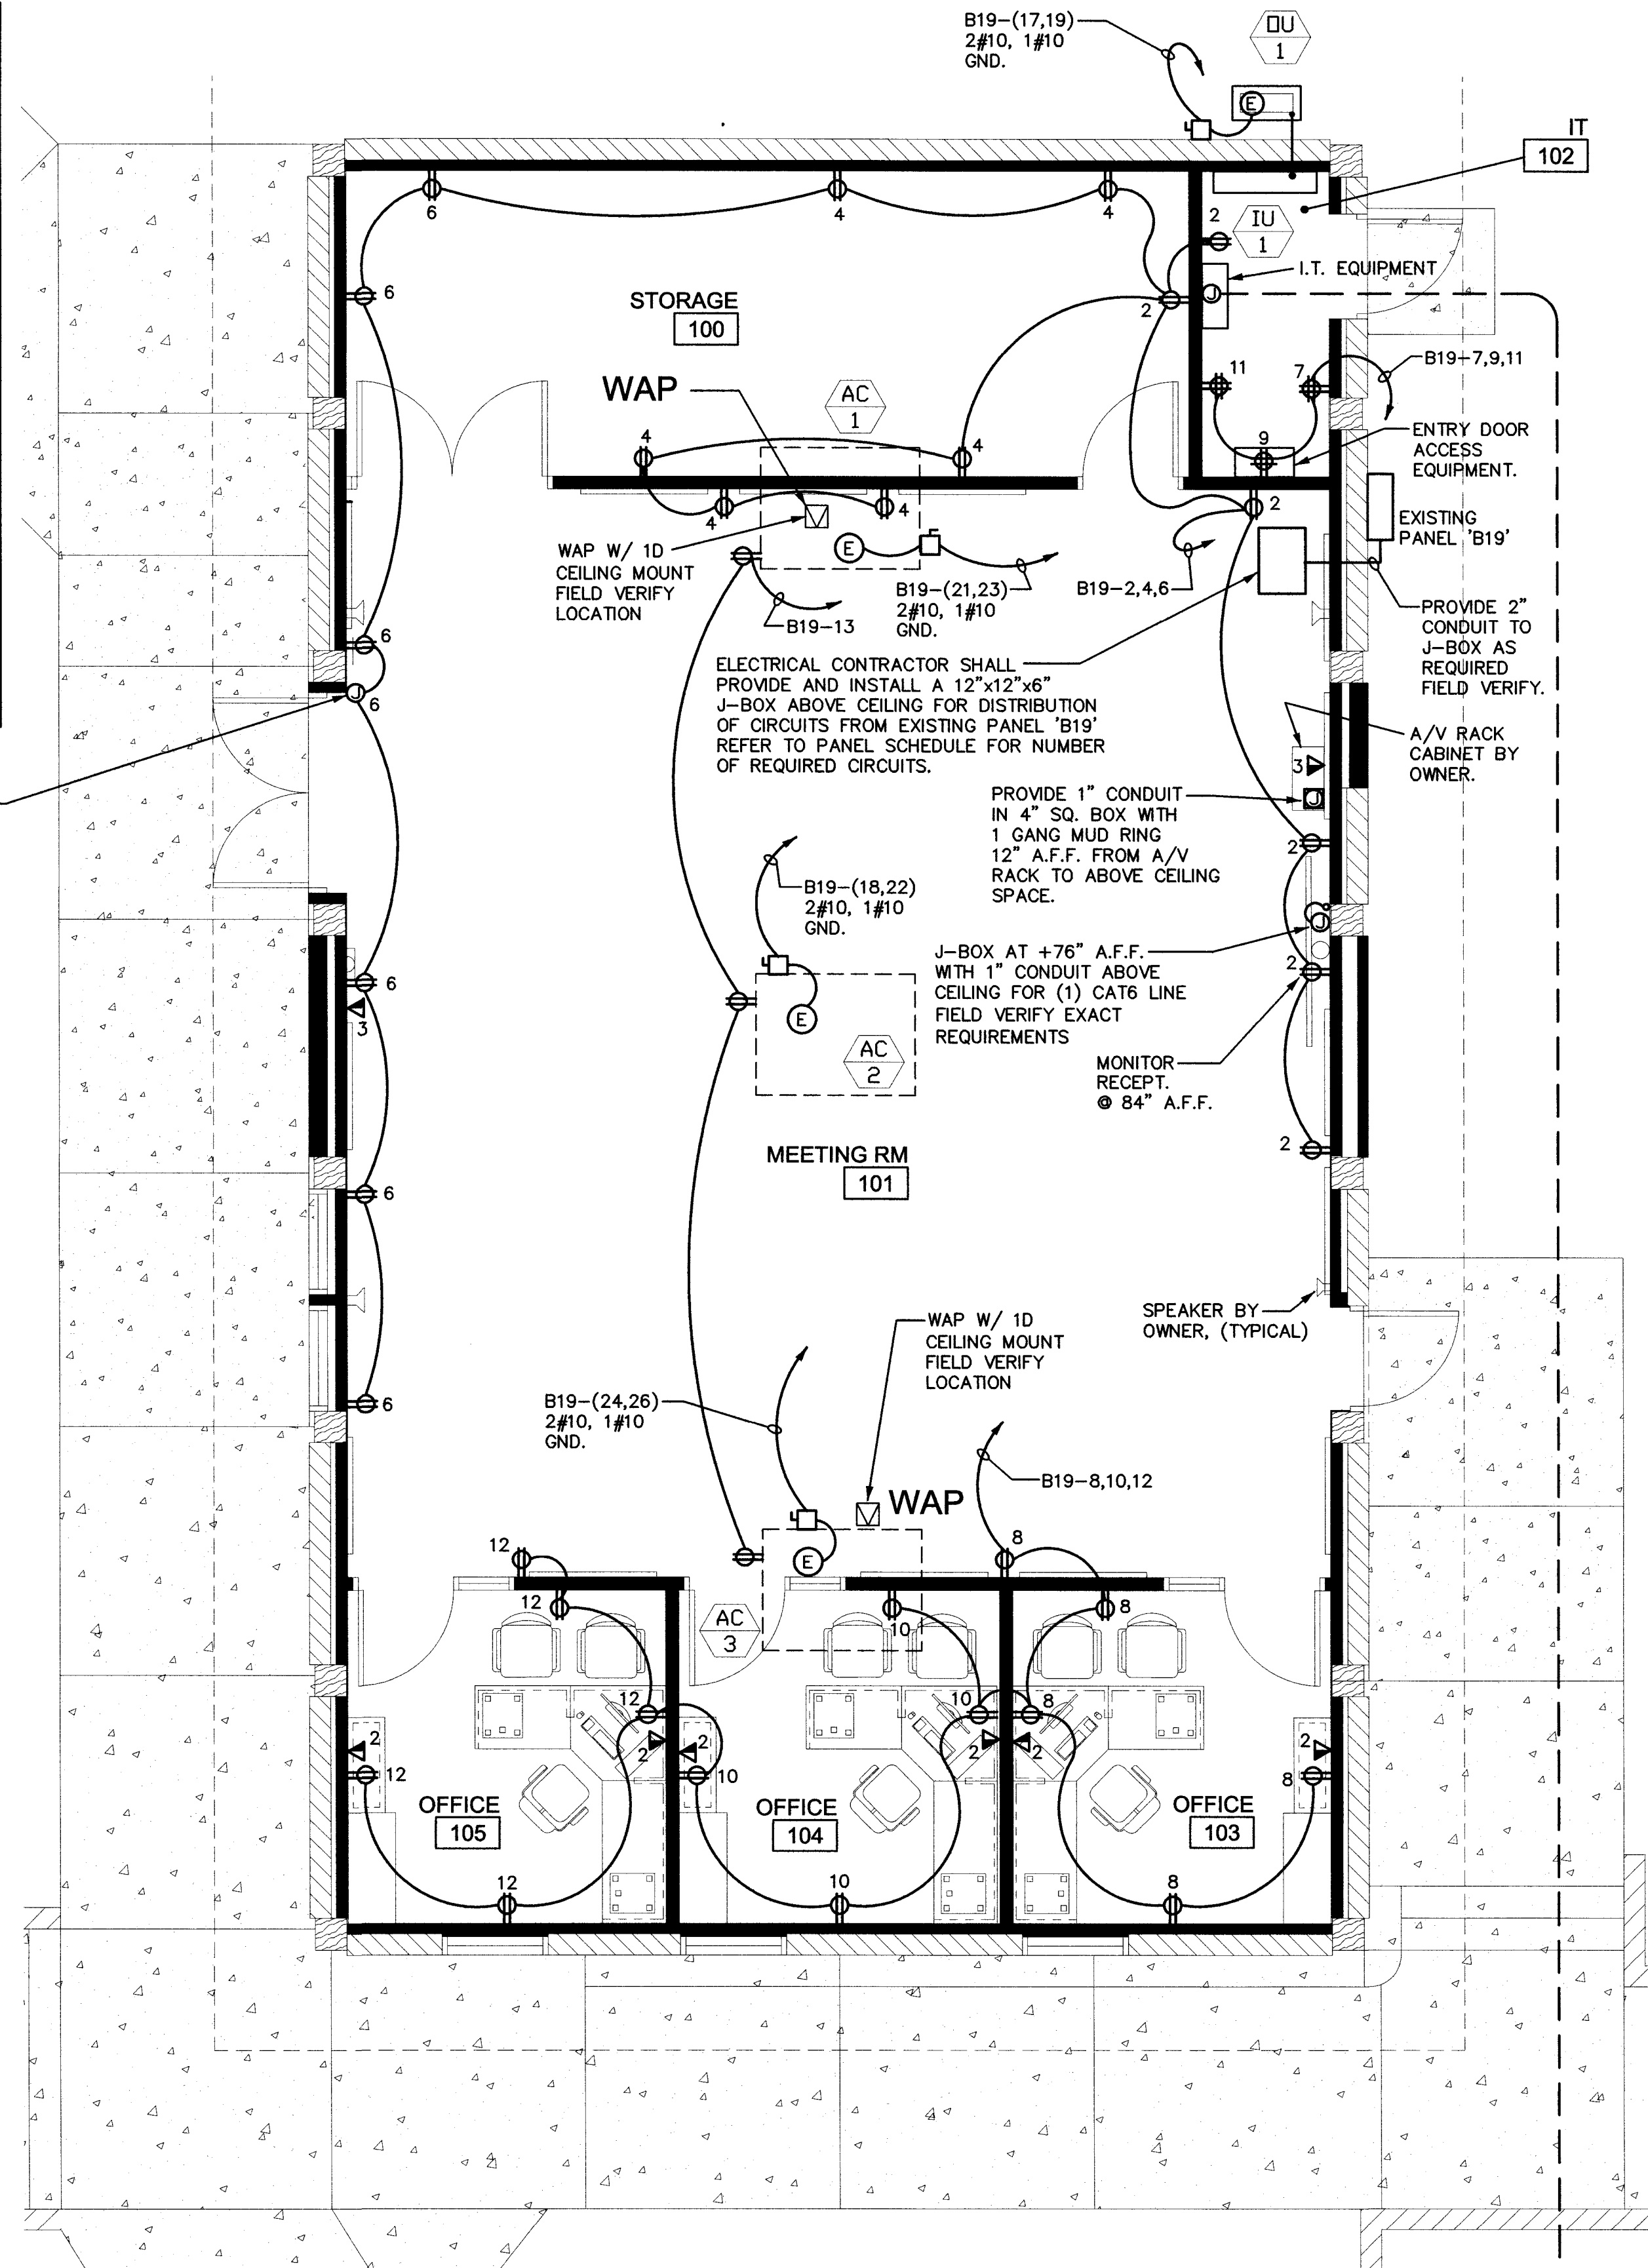 B19-(17,19)
2#10, 1#10
GND.
OU
1
E
IT
102
6
4
4
2
IU
1
I.T. EQUIPMENT
J
6
STORAGE
100
2
WAP
AC
1
11
7
B19-7,9,11
ENTRY DOOR
ACCESS
EQUIPMENT.
4
4
9
4
4
2
EXISTING
PANEL 'B19'
WAP W/ 1D
CEILING MOUNT
FIELD VERIFY
LOCATION
E
B19-13
B19-(21,23)
2#10, 1#10
GND.
B19-2,4,6
PROVIDE 2"
CONDUIT TO
J-BOX AS
REQUIRED
FIELD VERIFY.
6
J
6
ELECTRICAL CONTRACTOR SHALL
PROVIDE AND INSTALL A 12"x12"x6"
J-BOX ABOVE CEILING FOR DISTRIBUTION
OF CIRCUITS FROM EXISTING PANEL 'B19'
REFER TO PANEL SCHEDULE FOR NUMBER
OF REQUIRED CIRCUITS.
A/V RACK
CABINET BY
OWNER.
3
J
PROVIDE 1" CONDUIT
IN 4" SQ. BOX WITH
1 GANG MUD RING
12" A.F.F. FROM A/V
RACK TO ABOVE CEILING
SPACE.
2
B19-(18,22)
2#10, 1#10
GND.
J
J-BOX AT +76" A.F.F.
WITH 1" CONDUIT ABOVE
CEILING FOR (1) CAT6 LINE
FIELD VERIFY EXACT
REQUIREMENTS
2
6
3
E
AC
2
MONITOR
RECEPT.
@ 84" A.F.F.
2
MEETING RM
101
6
SPEAKER BY
OWNER, (TYPICAL)
WAP W/ 1D
CEILING MOUNT
FIELD VERIFY
LOCATION
6
B19-(24,26)
2#10, 1#10
GND.
B19-8,10,12
WAP
12
E
8
12
AC
3
10
8
12
10
8
2
2
2
2
2
2
12
10
8
OFFICE
105
OFFICE
104
OFFICE
103
12
10
8